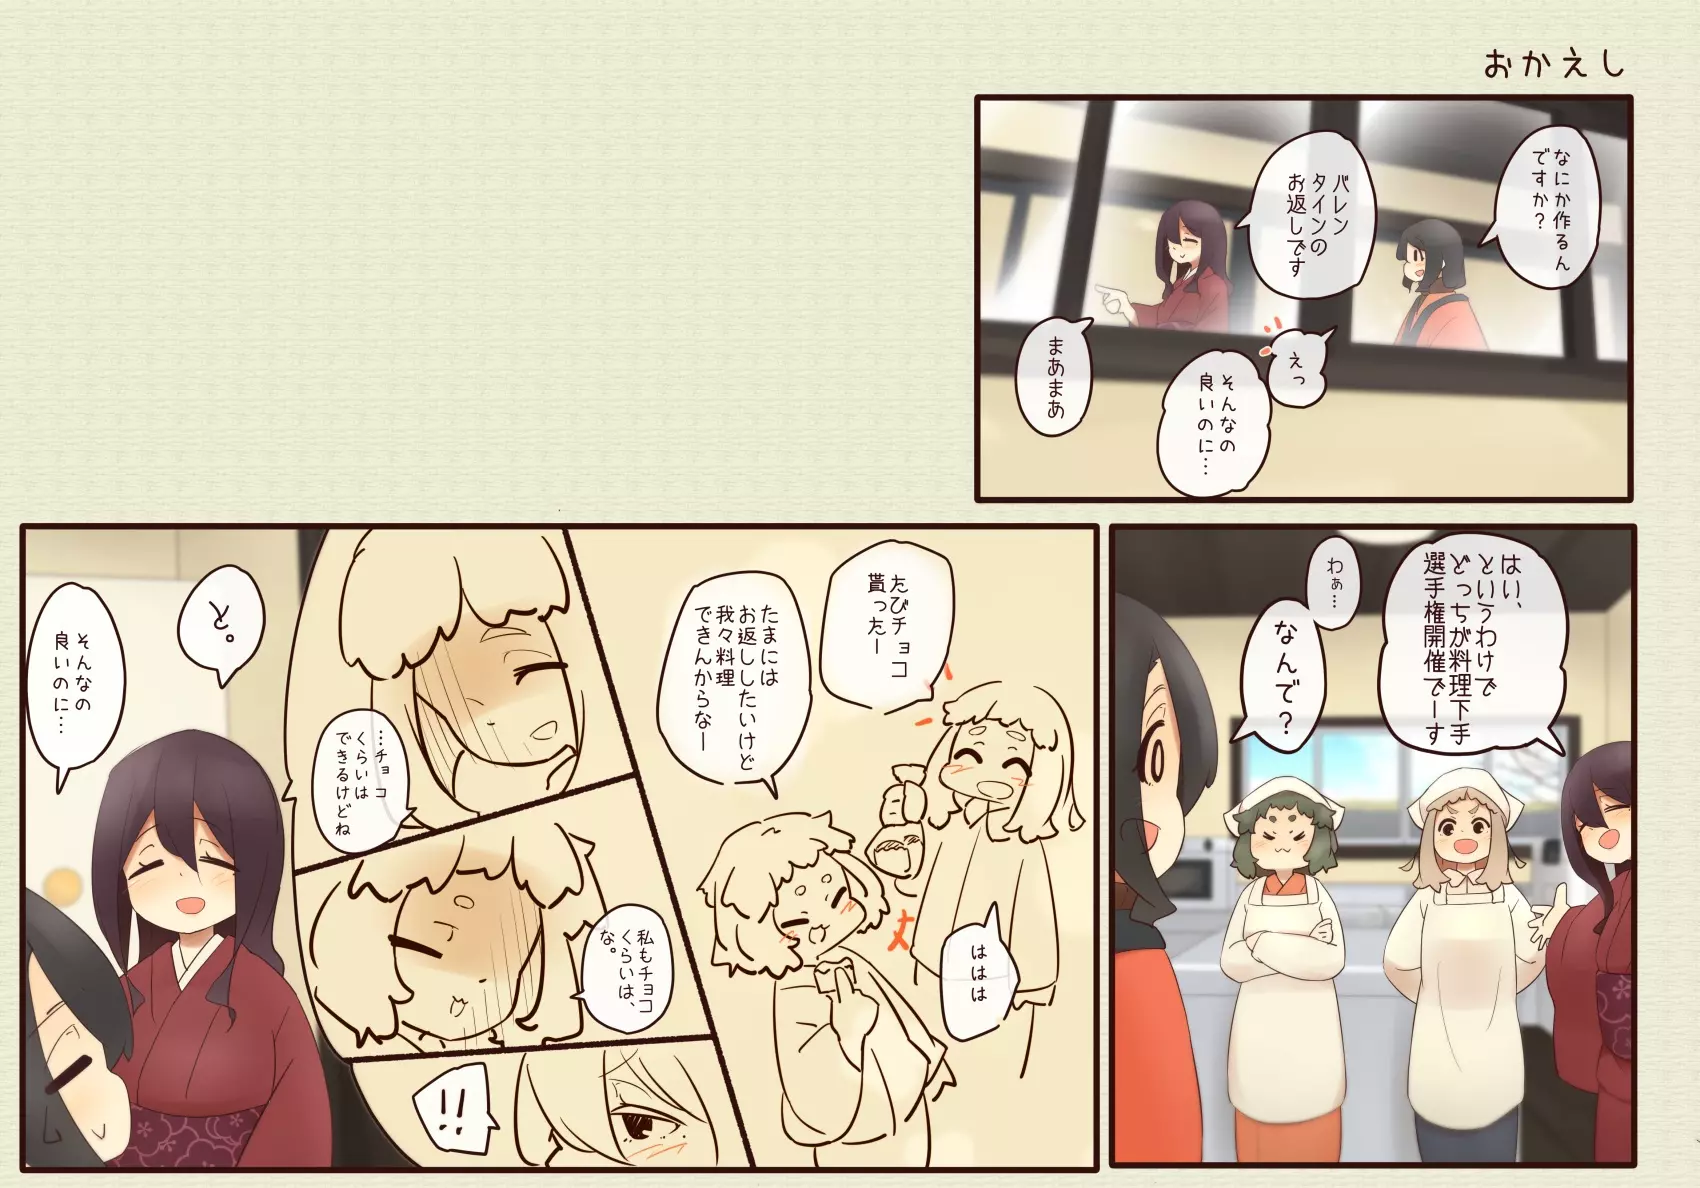 おかえし
なにか作るん
ですか？
バレン
タインの
お返しです
えっ
そんなの
良いのに…
まあまあ
はい、
というわけで
どっちが料理下手
選手権開催でーす
わぁ…
なんで？
たびチョコ
貰ったー
たまには
お返ししたいけど
我々料理
できんからなー
ははは
…チョコ
くらいは
できるけどね
私もチョコ
くらいは、
な。
!!
と。
そんなの
良いのに…